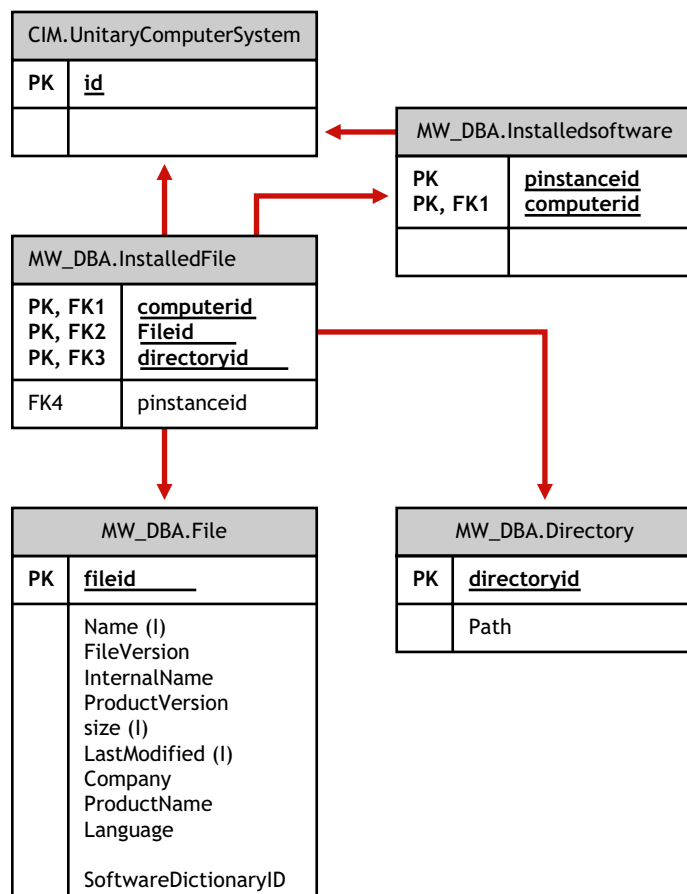 CIM.UnitaryComputerSystem
PK id
MW_DBA.Installedsoftware
PK pinstanceid
PK, FK1 computerid
MW_DBA.InstalledFile
PK, FK1 computerid
PK, FK2 Fileid
PK, FK3 directoryid
FK4 pinstanceid
MW_DBA.File
PK fileid
Name (I)
FileVersion
InternalName
ProductVersion
size (I)
LastModified (I)
Company
ProductName
Language
SoftwareDictionaryID
MW_DBA.Directory
PK directoryid
Path